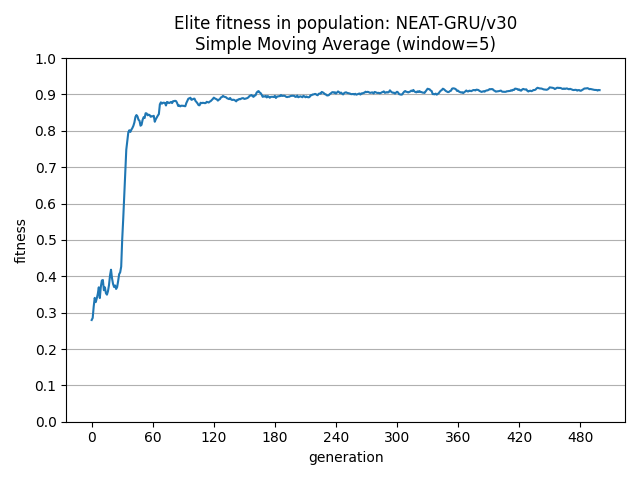 Elite fitness in population: NEAT-GRU/v30
Simple Moving Average (window=5)
1.0
0.9
0.8
0.7
0.6
0.5
0.4
0.3
0.2
0.1
0.0
fitness
0 60 120 180 240 300 360 420 480
generation